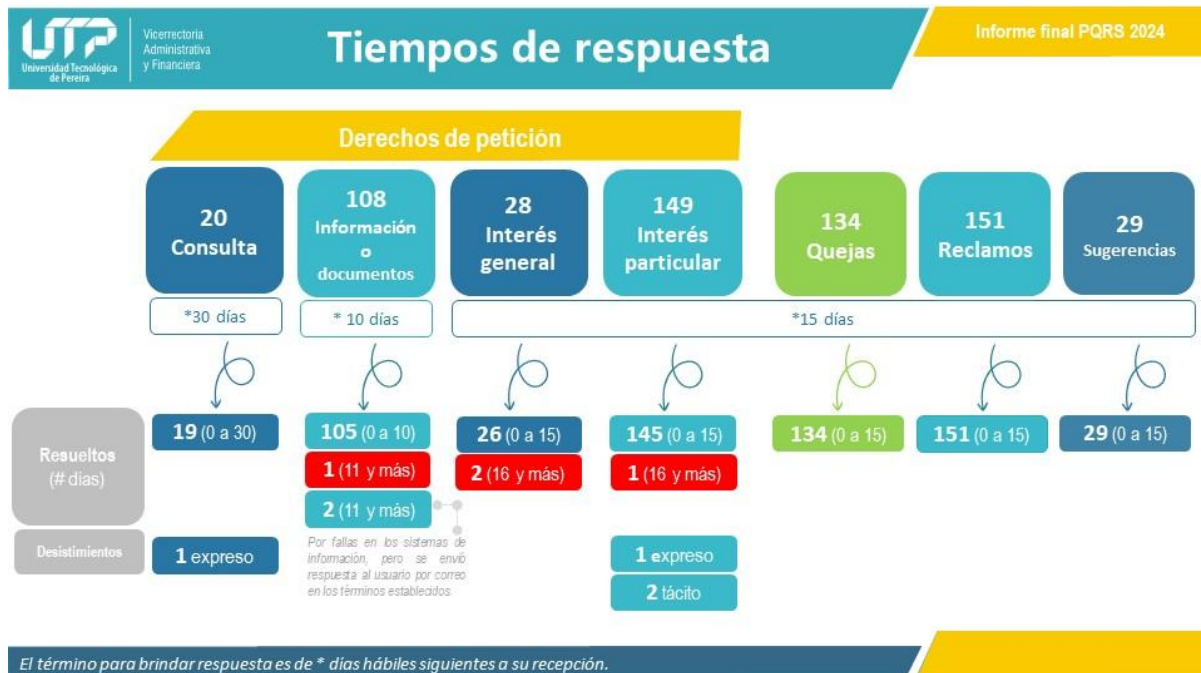 UTP
Universidad Tecnológica
de Pereira
Vicerrectoría
Administrativa
y Financiera
Tiempos de respuesta
Informe final PQRS 2024
Derechos de petición
20
Consulta
108
Información
o
documentos
28
Interés
general
149
Interés
particular
134
Quejas
151
Reclamos
29
Sugerencias
*30 días
* 10 días
*15 días
Resueltos
(# días)
19 (0 a 30)
105 (0 a 10)
26 (0 a 15)
145 (0 a 15)
134 (0 a 15)
151 (0 a 15)
29 (0 a 15)
1 (11 y más)
2 (16 y más)
1 (16 y más)
2 (11 y más)
Desistimientos
1 expreso
Por fallas en los sistemas de
información, pero se envió
respuesta al usuario por correo
en los términos establecidos.
1 expreso
2 tácito
El término para brindar respuesta es de * días hábiles siguientes a su recepción.